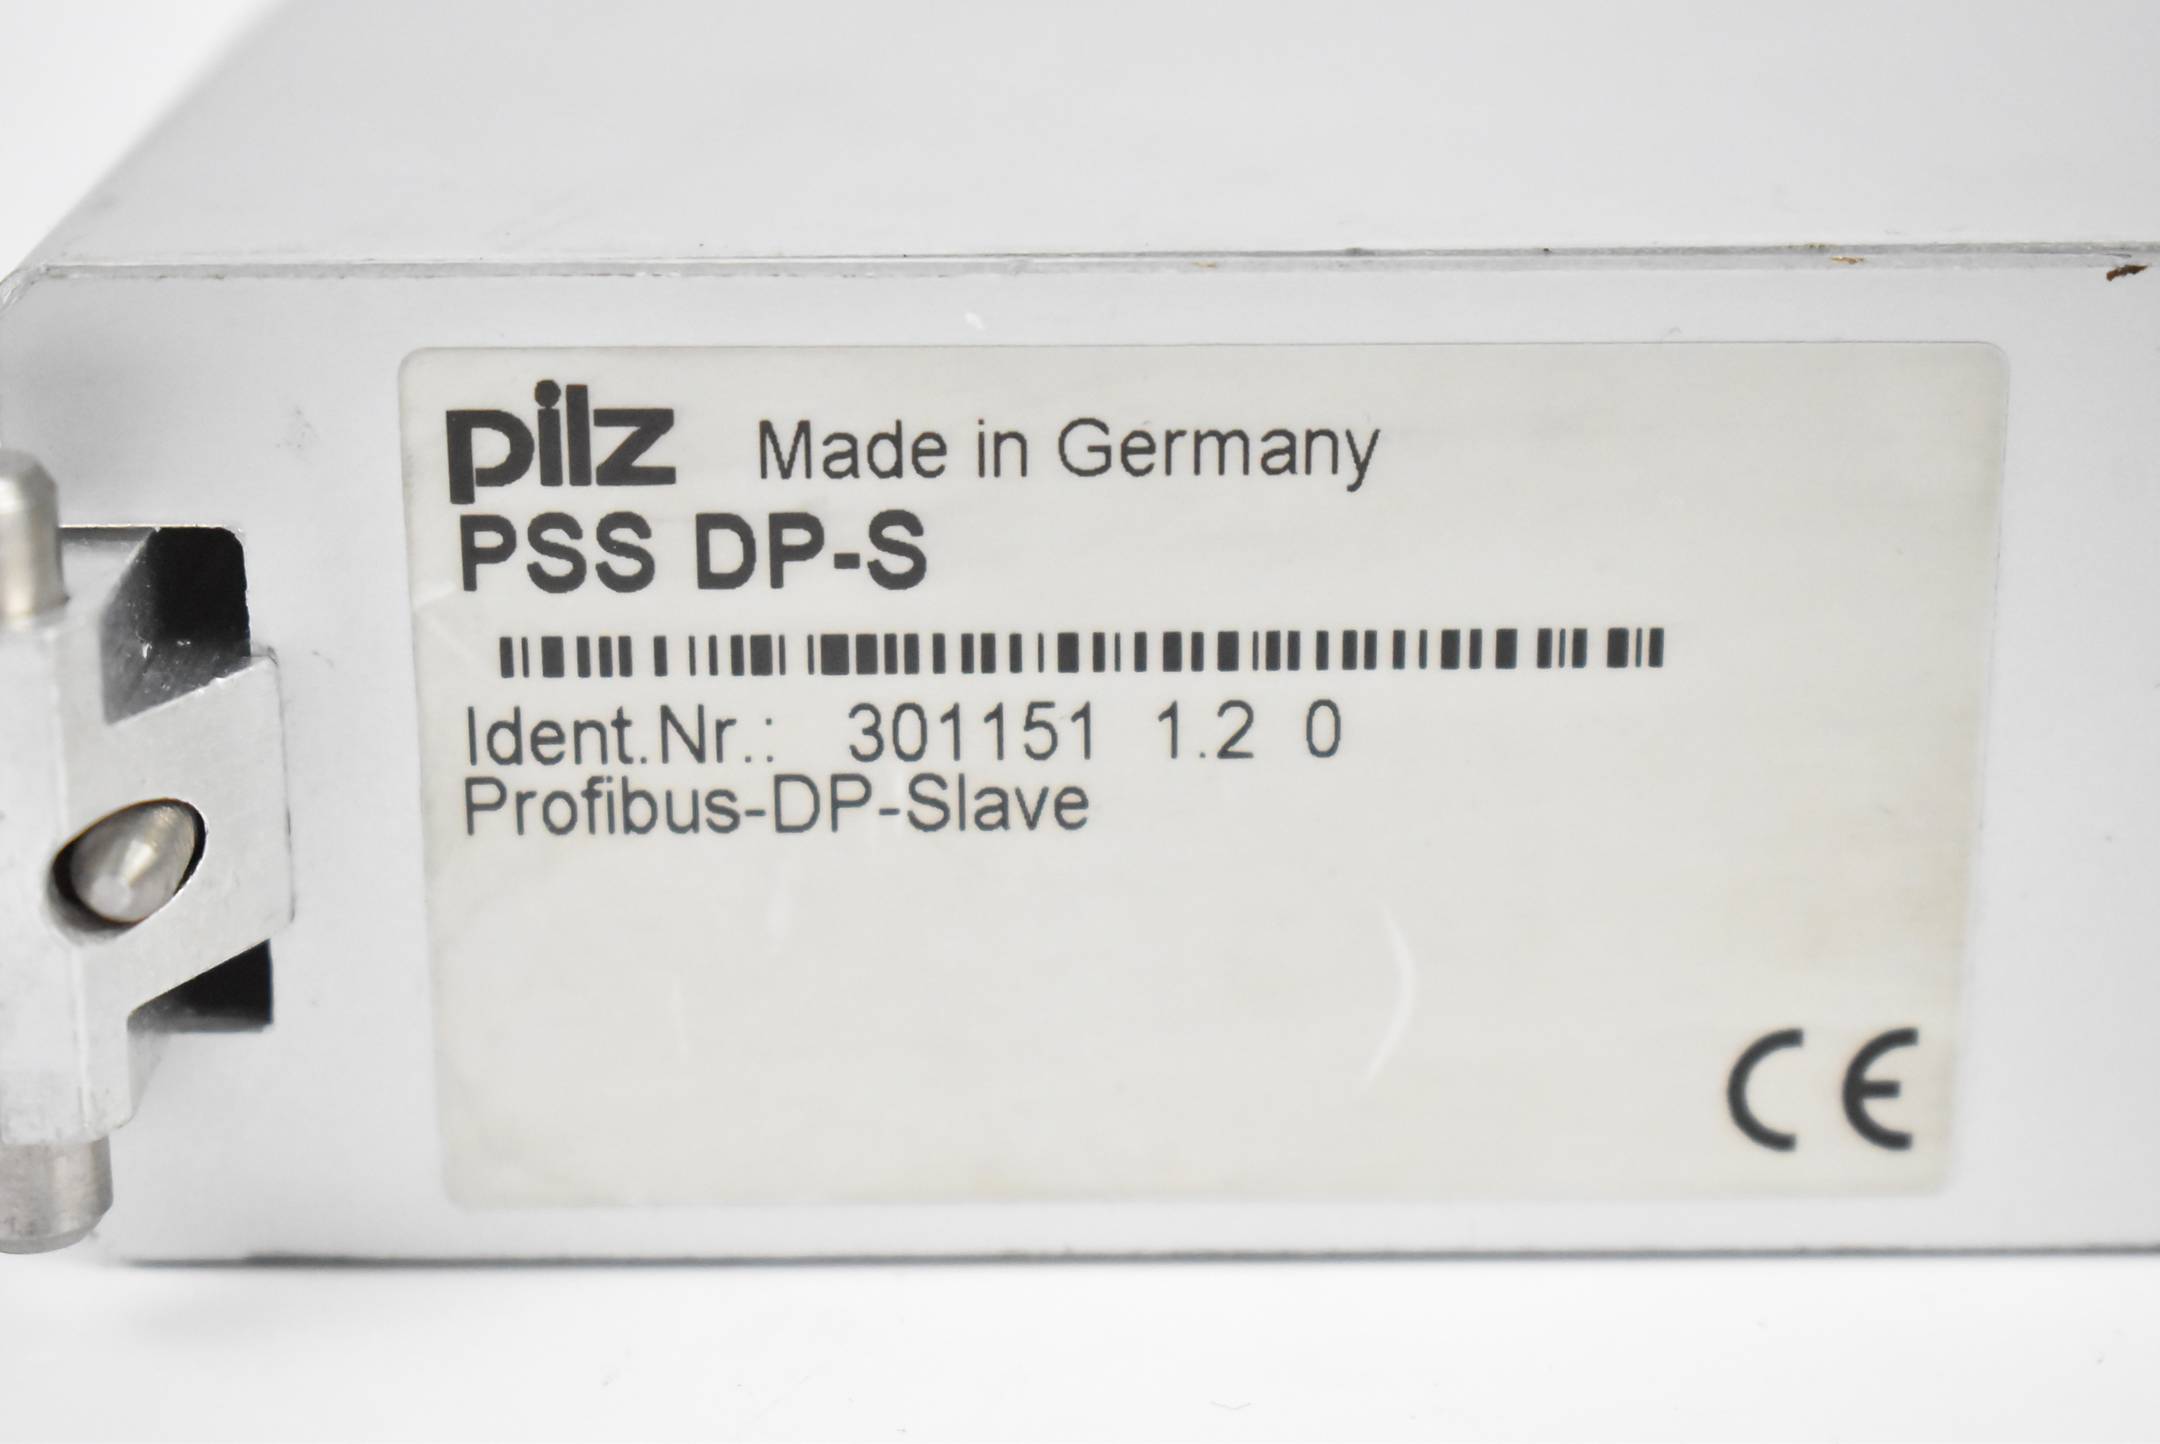 pilz Made in Germany
PSS DP-S
Ident.Nr.: 301151 1.2 0
Profibus-DP-Slave
CE